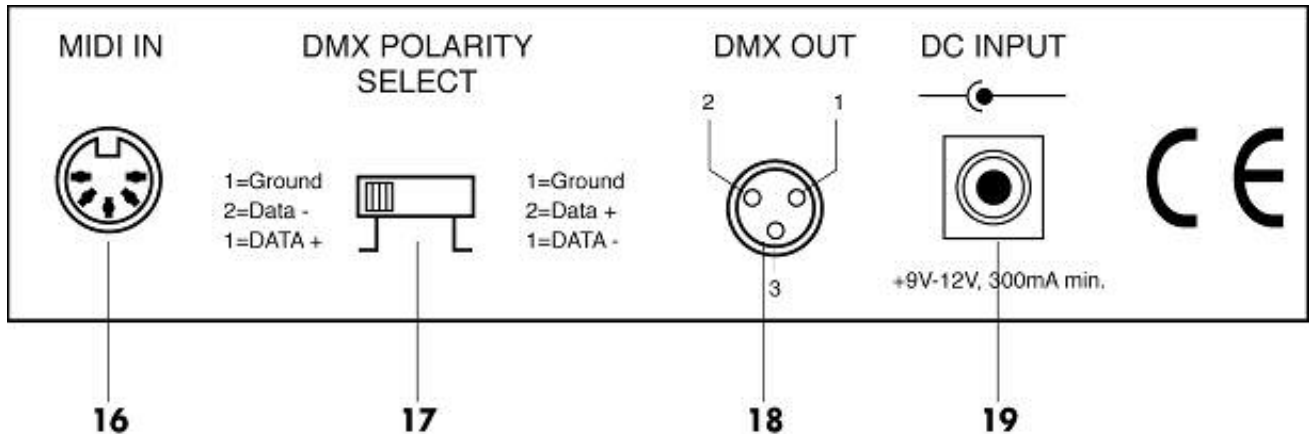 MIDI IN
DMX POLARITY
SELECT
DMX OUT
DC INPUT
2
1
1=Ground
2=Data -
1=DATA +
1=Ground
2=Data +
1=DATA -
3
+9V-12V, 300mA min.
CE
16
17
18
19